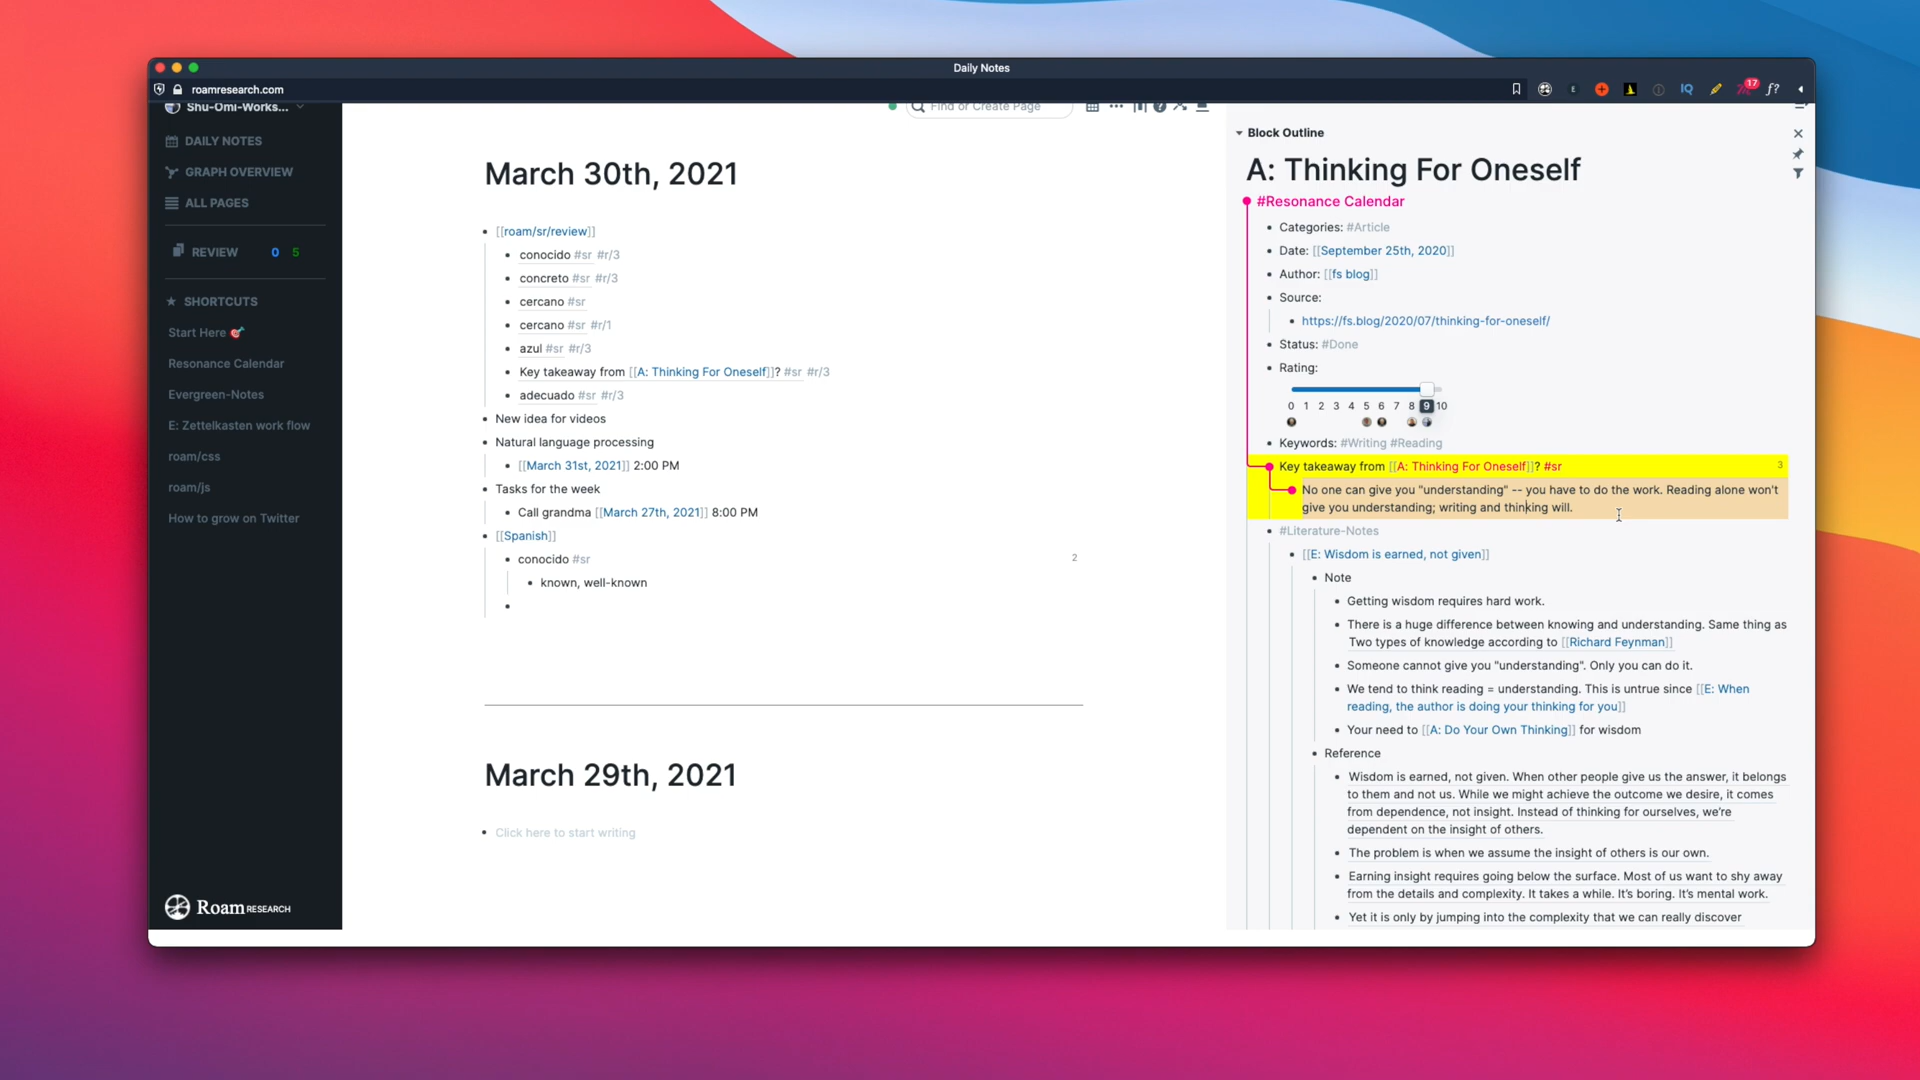 Daily Notes
roamresearch.com
17
f?
Shu-Omi-Works...
DAILY NOTES
GRAPH OVERVIEW
ALL PAGES
REVIEW 0 5
SHORTCUTS
Start Here
Resonance Calendar
Evergreen-Notes
E: Zettelkasten work flow
roam/css
roam/js
How to grow on Twitter
Roam RESEARCH
Find or Create Page
March 30th, 2021
[[roam/sr/review]]
conocido #sr #r/3
concreto #sr #r/3
cercano #sr
cercano #sr #r/1
azul #sr #r/3
Key takeaway from [[A: Thinking For Oneself]]? #sr #r/3
adecuado #sr #r/3
New idea for videos
Natural language processing
[[March 31st, 2021]] 2:00 PM
Tasks for the week
Call grandma [[March 27th, 2021]] 8:00 PM
[[Spanish]]
conocido #sr 2
known, well-known
March 29th, 2021
Click here to start writing
Block Outline
A: Thinking For Oneself
#Resonance Calendar
Categories: #Article
Date: [[September 25th, 2020]]
Author: [[fs blog]]
Source:
https://fs.blog/2020/07/thinking-for-oneself/
Status: #Done
Rating:
0 1 2 3 4 5 6 7 8 9 10
Keywords: #Writing #Reading
Key takeaway from [[A: Thinking For Oneself]]? #sr 3
No one can give you "understanding" -- you have to do the work. Reading alone won't
give you understanding; writing and thinking will.
#Literature-Notes
[[E: Wisdom is earned, not given]]
Note
Getting wisdom requires hard work.
There is a huge difference between knowing and understanding. Same thing as
Two types of knowledge according to [[Richard Feynman]]
Someone cannot give you "understanding". Only you can do it.
We tend to think reading = understanding. This is untrue since [[E: When
reading, the author is doing your thinking for you]]
Your need to [[A: Do Your Own Thinking]] for wisdom
Reference
Wisdom is earned, not given. When other people give us the answer, it belongs
to them and not us. While we might achieve the outcome we desire, it comes
from dependence, not insight. Instead of thinking for ourselves, we're
dependent on the insight of others.
The problem is when we assume the insight of others is our own.
Earning insight requires going below the surface. Most of us want to shy away
from the details and complexity. It takes a while. It's boring. It's mental work.
Yet it is only by jumping into the complexity that we can really discover